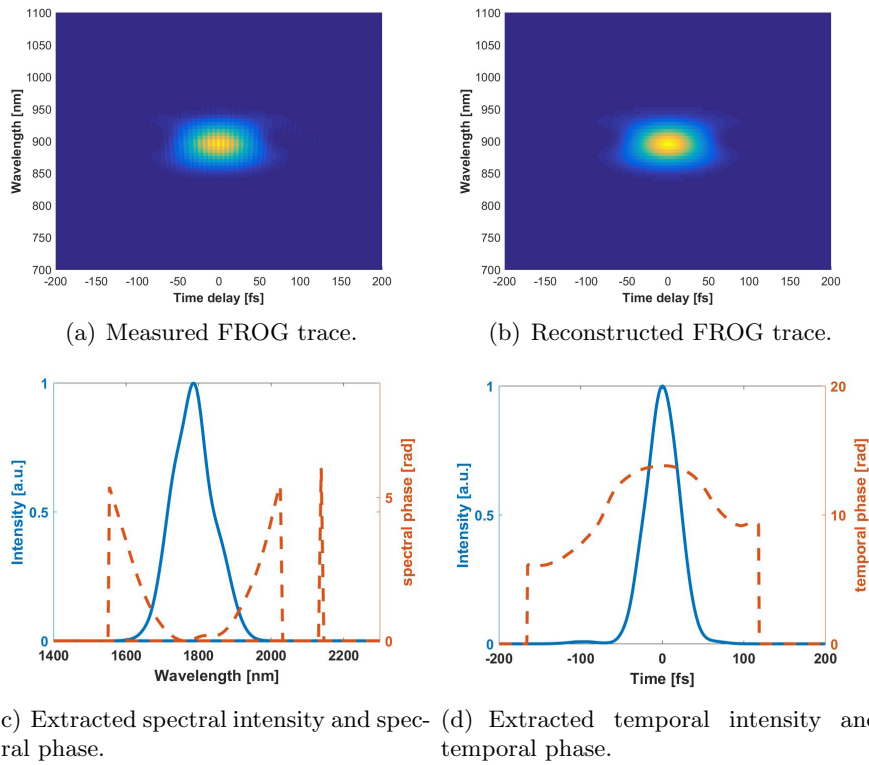 1100
1050
1000
950
900
850
800
750
700
Wavelength [nm]
-200 -150 -100 -50 0 50 100 150 200
Time delay [fs]
(a) Measured FROG trace.
1100
1050
1000
950
900
850
800
750
700
Wavelength [nm]
-200 -150 -100 -50 0 50 100 150 200
Time delay [fs]
(b) Reconstructed FROG trace.
1
0.5
0
Intensity [a.u.]
5
0
spectral phase [rad]
1400 1600 1800 2000 2200
Wavelength [nm]
c) Extracted spectral intensity and spec-
ral phase.
1
0.5
0
Intensity [a.u.]
20
10
0
temporal phase [rad]
-200 -100 0 100 200
Time [fs]
(d) Extracted temporal intensity and
temporal phase.